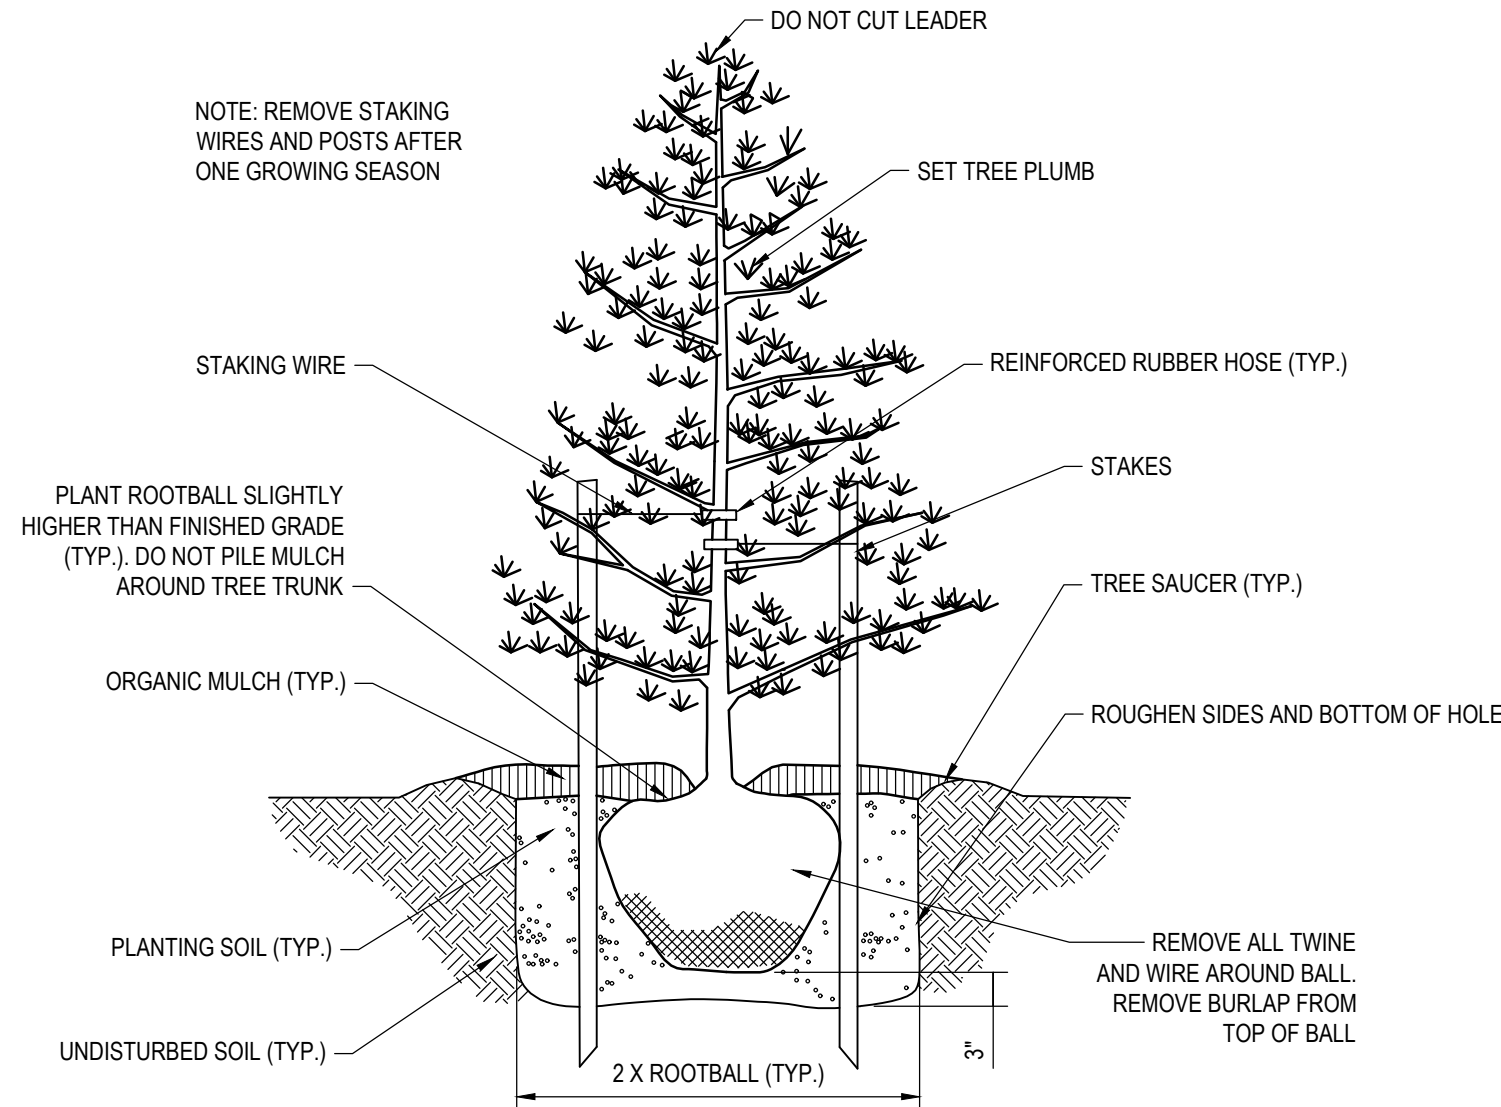 DO NOT CUT LEADER
NOTE: REMOVE STAKING
WIRES AND POSTS AFTER
ONE GROWING SEASON
SET TREE PLUMB
STAKING WIRE
REINFORCED RUBBER HOSE (TYP.)
STAKES
PLANT ROOTBALL SLIGHTLY
HIGHER THAN FINISHED GRADE
(TYP.). DO NOT PILE MULCH
AROUND TREE TRUNK
TREE SAUCER (TYP.)
ORGANIC MULCH (TYP.)
ROUGHEN SIDES AND BOTTOM OF HOLE
PLANTING SOIL (TYP.)
REMOVE ALL TWINE
AND WIRE AROUND BALL.
REMOVE BURLAP FROM
TOP OF BALL
UNDISTURBED SOIL (TYP.)
3"
2 X ROOTBALL (TYP.)